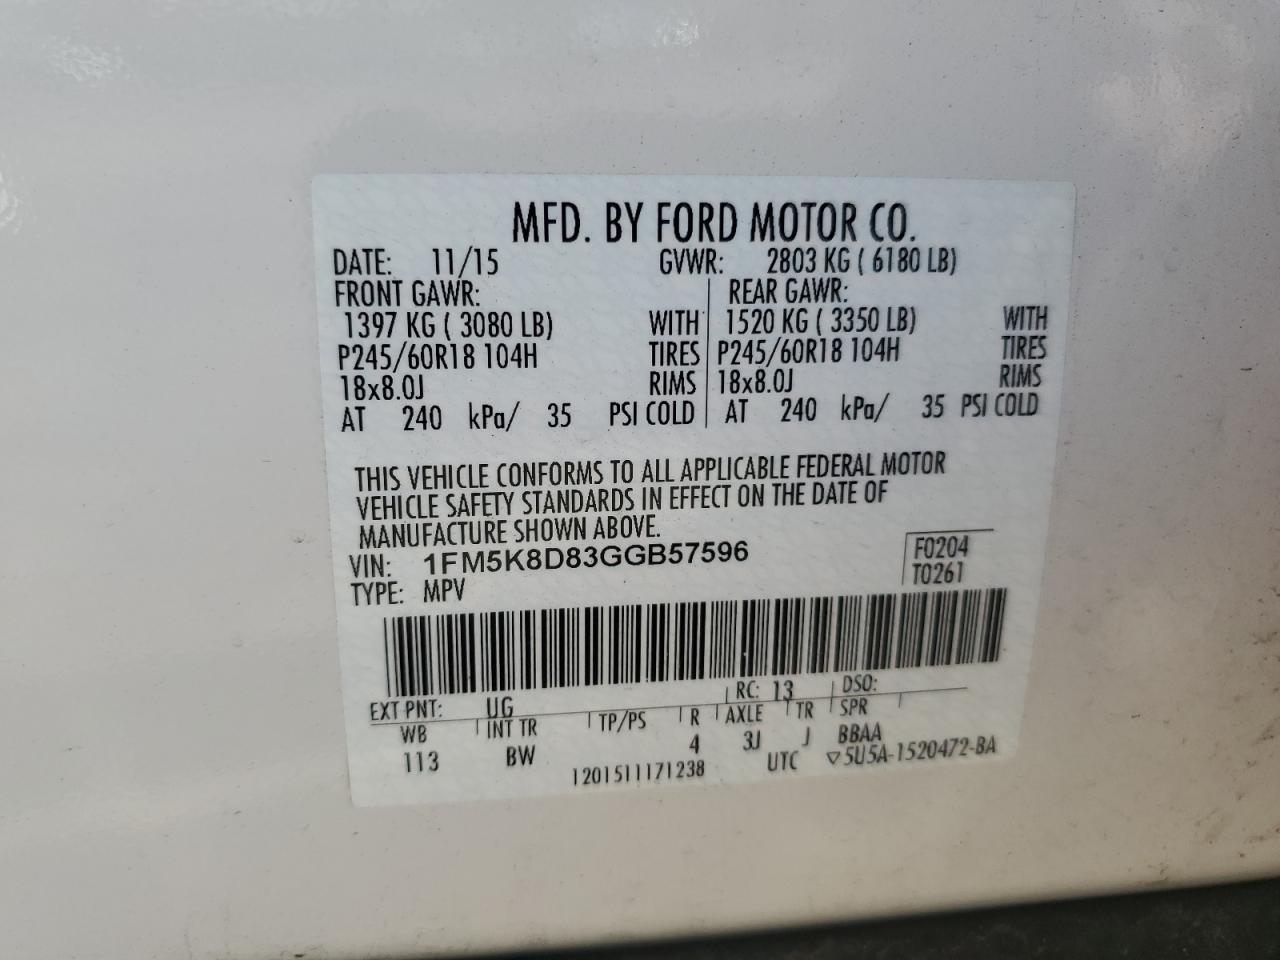 MFD. BY FORD MOTOR CO.
DATE: 11/15 GVWR: 2803 KG ( 6180 LB)
FRONT GAWR: REAR GAWR:
1397 KG ( 3080 LB) WITH 1520 KG ( 3350 LB) WITH
P245/60R18 104H TIRES P245/60R18 104H TIRES
18x8.0J RIMS 18x8.0J RIMS
AT 240 kPa/ 35 PSI COLD AT 240 kPa/ 35 PSI COLD
THIS VEHICLE CONFORMS TO ALL APPLICABLE FEDERAL MOTOR
VEHICLE SAFETY STANDARDS IN EFFECT ON THE DATE OF
MANUFACTURE SHOWN ABOVE.
VIN: 1FM5K8D83GGB57596 F0204
TYPE: MPV T0261
EXT PNT: UG RC: 13 DSO:
WB INT TR TP/PS R AXLE TR SPR
113 BW 4 3J J BBAA
1201511171238 UTC ▽5U5A-1520472-BA